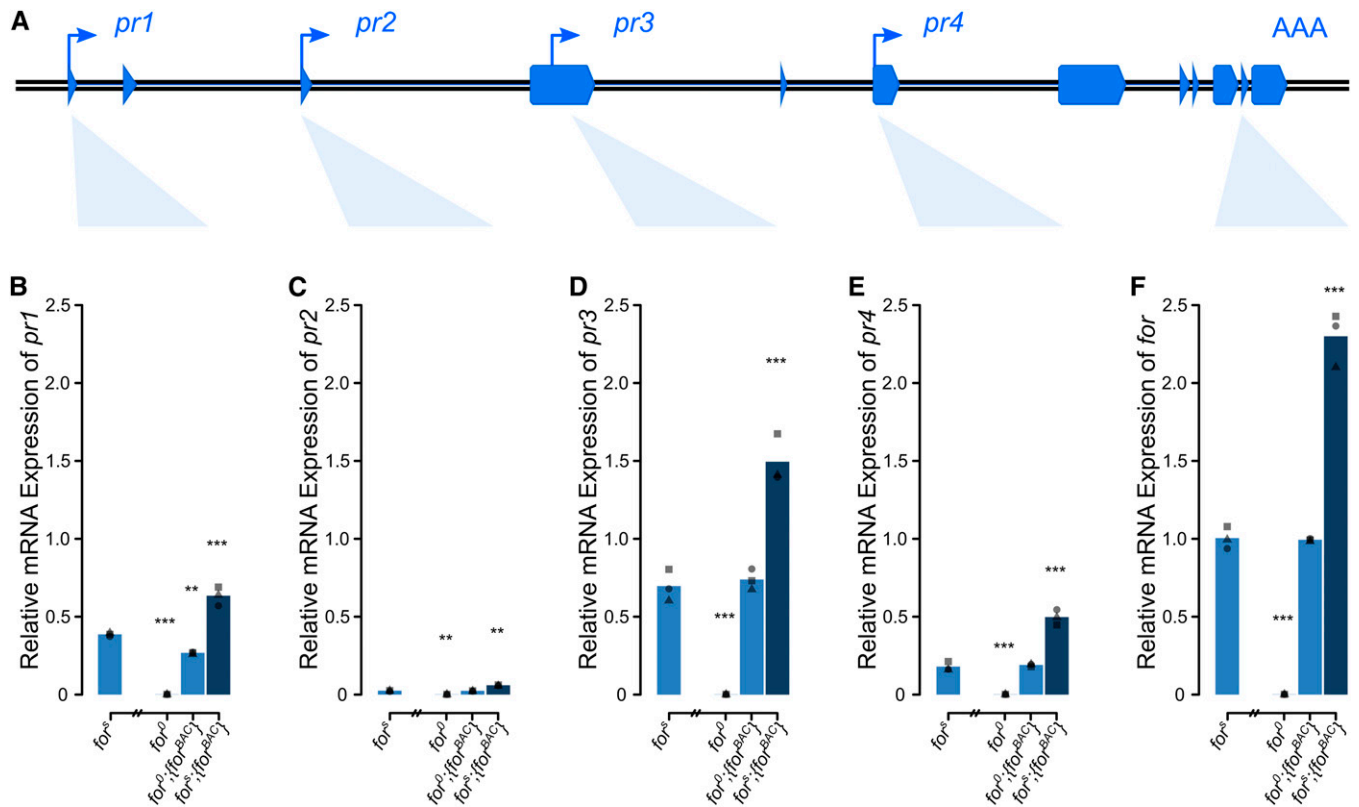 A
pr1
pr2
pr3
pr4
AAA
B
Relative mRNA Expression of pr1
2.5
2.0
1.5
1.0
0.5
0
***
**
***
for^s
for^0
for^0;{for^BAC}
for^s;{for^BAC}
C
Relative mRNA Expression of pr2
2.5
2.0
1.5
1.0
0.5
0
**
**
for^s
for^0
for^0;{for^BAC}
for^s;{for^BAC}
D
Relative mRNA Expression of pr3
2.5
2.0
1.5
1.0
0.5
0
***
***
for^s
for^0
for^0;{for^BAC}
for^s;{for^BAC}
E
Relative mRNA Expression of pr4
2.5
2.0
1.5
1.0
0.5
0
***
***
for^s
for^0
for^0;{for^BAC}
for^s;{for^BAC}
F
Relative mRNA Expression of for
2.5
2.0
1.5
1.0
0.5
0
***
***
for^s
for^0
for^0;{for^BAC}
for^s;{for^BAC}